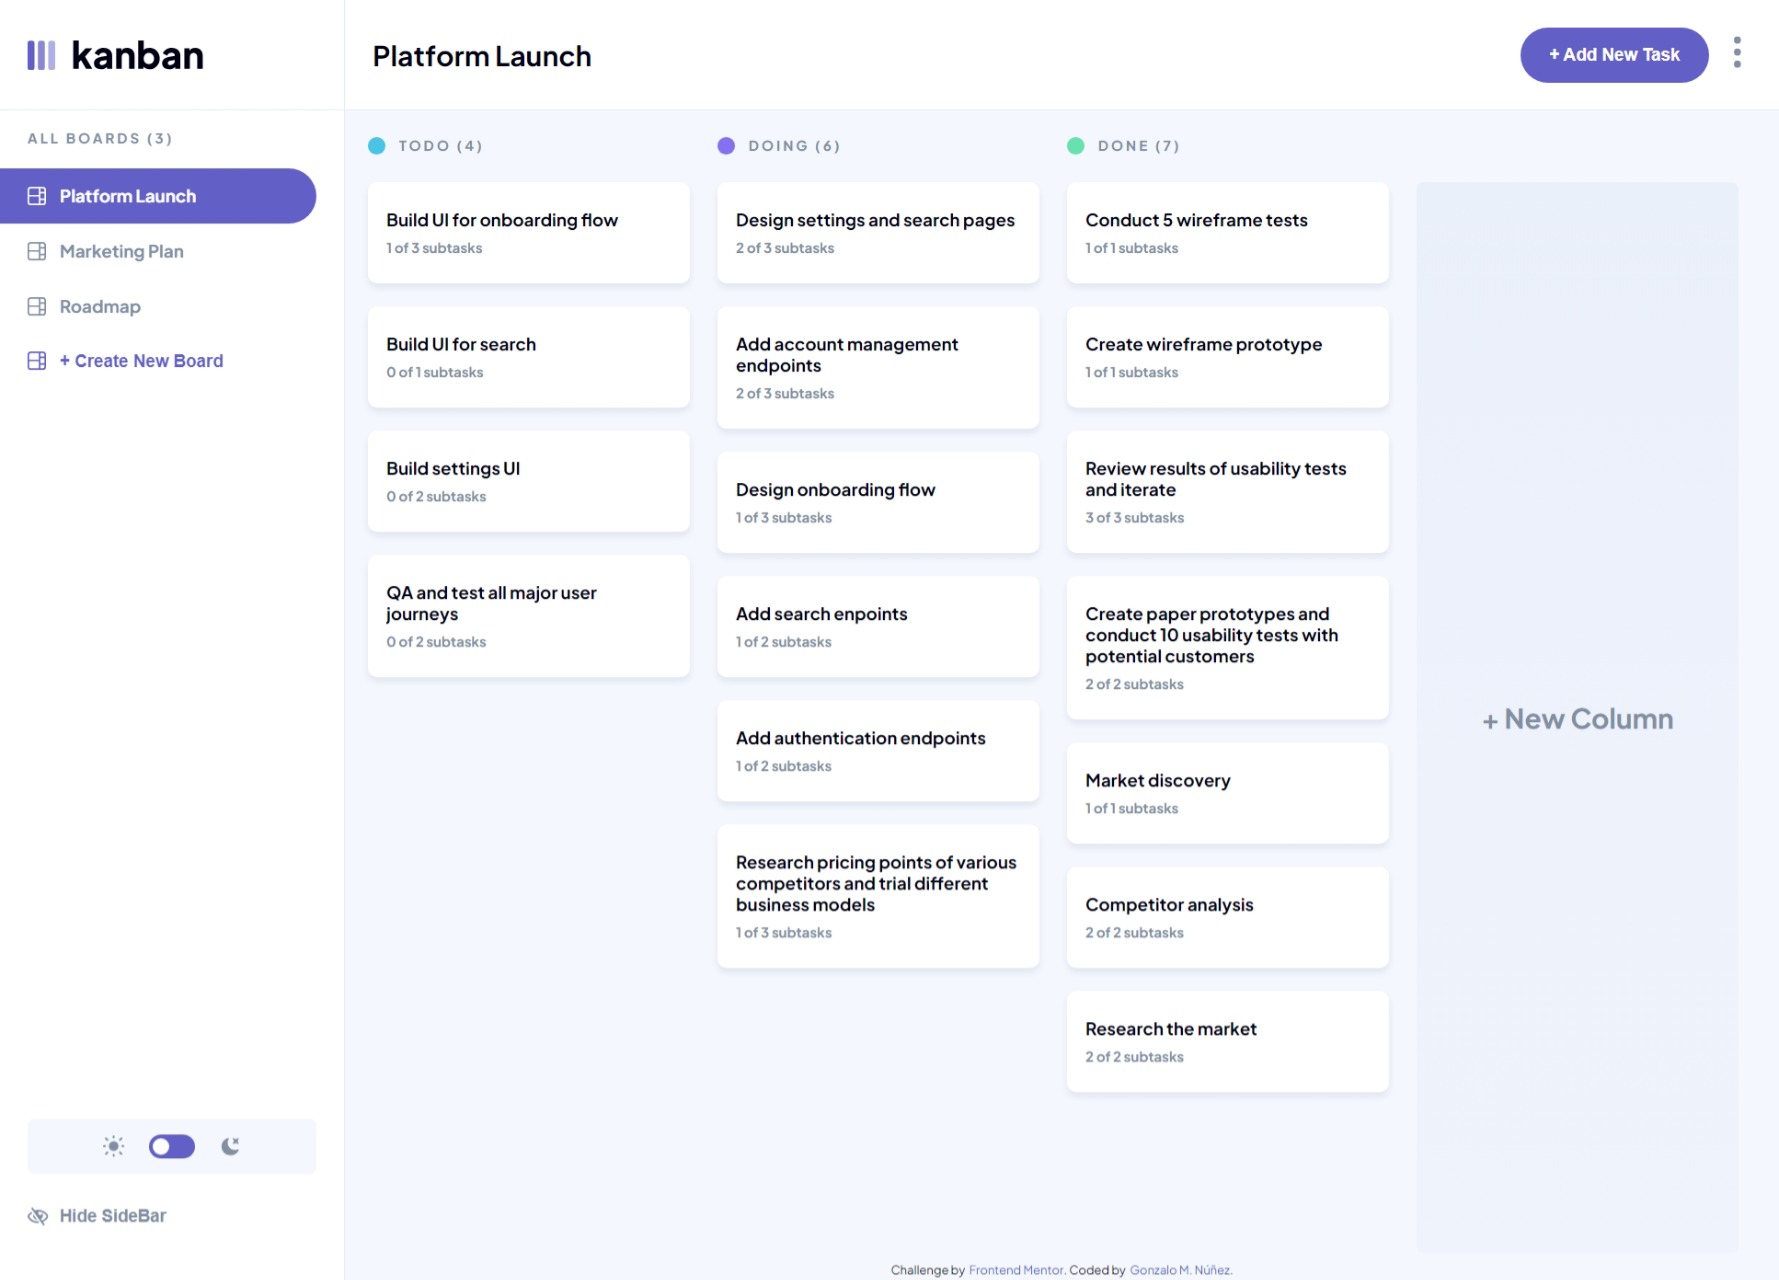 kanban
ALL BOARDS (3)
Platform Launch
Marketing Plan
Roadmap
+ Create New Board
Hide SideBar
Platform Launch
+ Add New Task
TODO (4)
Build UI for onboarding flow
1 of 3 subtasks
Build UI for search
0 of 1 subtasks
Build settings UI
0 of 2 subtasks
QA and test all major user
journeys
0 of 2 subtasks
DOING (6)
Design settings and search pages
2 of 3 subtasks
Add account management
endpoints
2 of 3 subtasks
Design onboarding flow
1 of 3 subtasks
Add search enpoints
1 of 2 subtasks
Add authentication endpoints
1 of 2 subtasks
Research pricing points of various
competitors and trial different
business models
1 of 3 subtasks
DONE (7)
Conduct 5 wireframe tests
1 of 1 subtasks
Create wireframe prototype
1 of 1 subtasks
Review results of usability tests
and iterate
3 of 3 subtasks
Create paper prototypes and
conduct 10 usability tests with
potential customers
2 of 2 subtasks
Market discovery
1 of 1 subtasks
Competitor analysis
2 of 2 subtasks
Research the market
2 of 2 subtasks
+ New Column
Challenge by Frontend Mentor. Coded by Gonzalo M. Núñez.